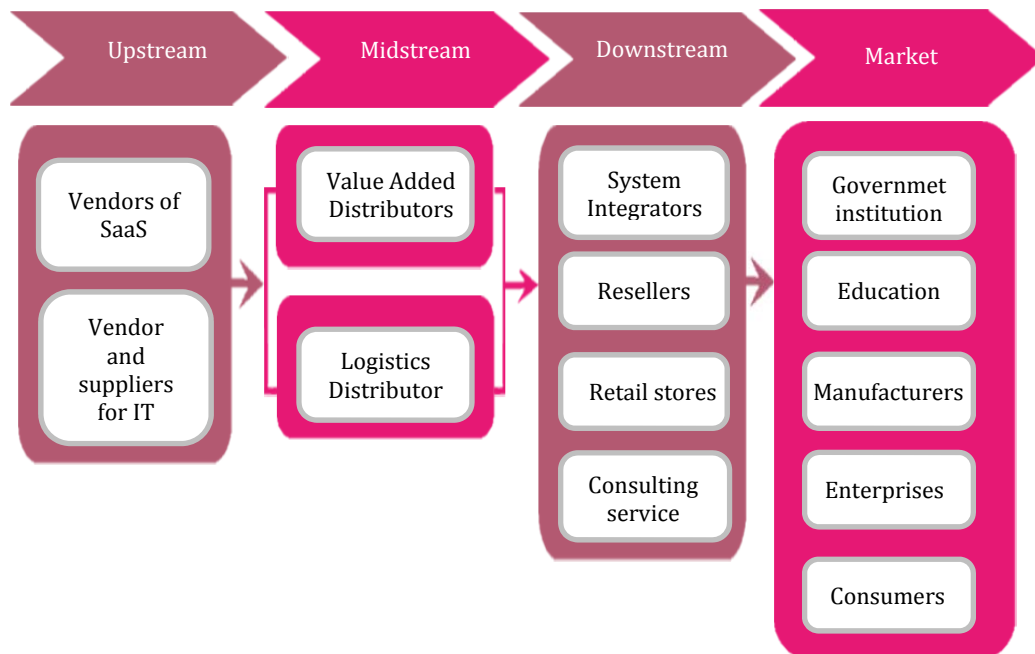 Upstream
Midstream
Downstream
Market
Vendors of
SaaS
Vendor
and
suppliers
for IT
Value Added
Distributors
Logistics
Distributor
System
Integrators
Resellers
Retail stores
Consulting
service
Governmet
institution
Education
Manufacturers
Enterprises
Consumers